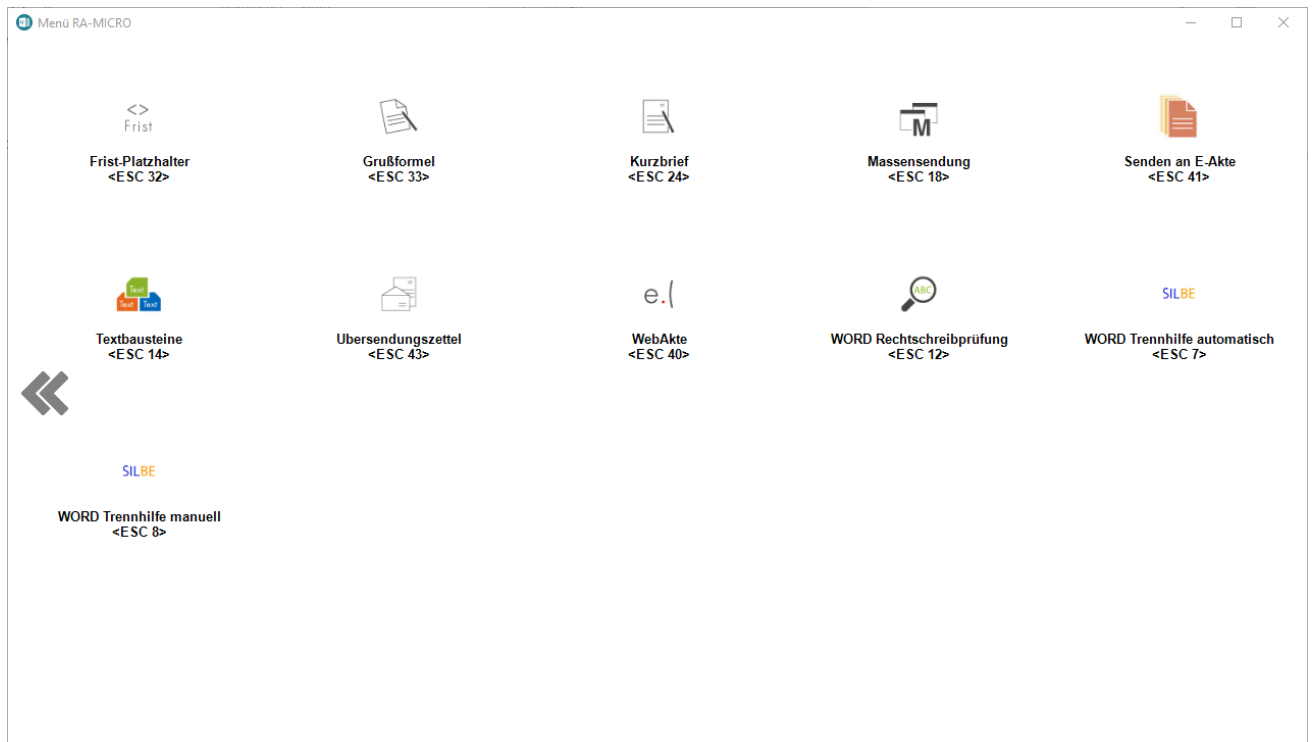 Menü RA-MICRO
<>
Frist
Frist-Platzhalter
<ESC 32>
Grußformel
<ESC 33>
Kurzbrief
<ESC 24>
M
Massensendung
<ESC 18>
Senden an E-Akte
<ESC 41>
Text
Text Text
Textbausteine
<ESC 14>
Übersendungszettel
<ESC 43>
e.(
WebAkte
<ESC 40>
ABC
WORD Rechtschreibprüfung
<ESC 12>
SILBE
WORD Trennhilfe automatisch
<ESC 7>
SILBE
WORD Trennhilfe manuell
<ESC 8>